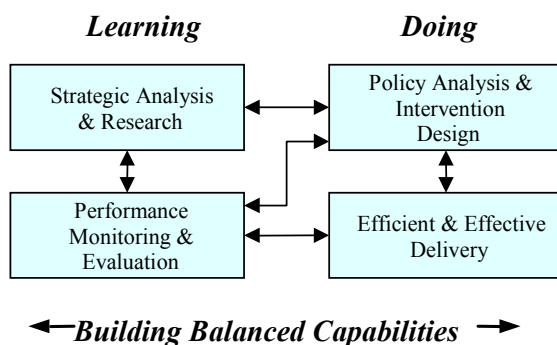 Learning
Doing
Strategic Analysis
& Research
Policy Analysis &
Intervention
Design
Performance
Monitoring &
Evaluation
Efficient & Effective
Delivery
Building Balanced Capabilities